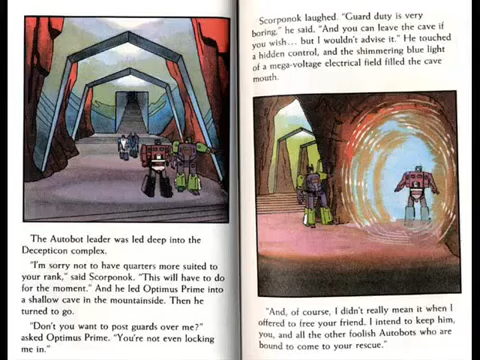 The Autobot leader was led deep into the
Decepticon complex.
"I'm sorry not to have quarters more suited to
your rank," said Scorponok. "This will have to do
for the moment." And he led Optimus Prime into
a shallow cave in the mountainside. Then he
turned to go.
"Don't you want to post guards over me?"
asked Optimus Prime. "You're not even locking
me in."
Scorponok laughed. "Guard duty is very
boring," he said. "And you can leave the cave if
you wish... but I wouldn't advise it." He touched
a hidden control, and the shimmering blue light
of a mega-voltage electrical field filled the cave
mouth.
"And, of course, I didn't really mean it when I
offered to free your friend. I intend to keep him,
you, and all the other foolish Autobots who are
bound to come to your rescue."